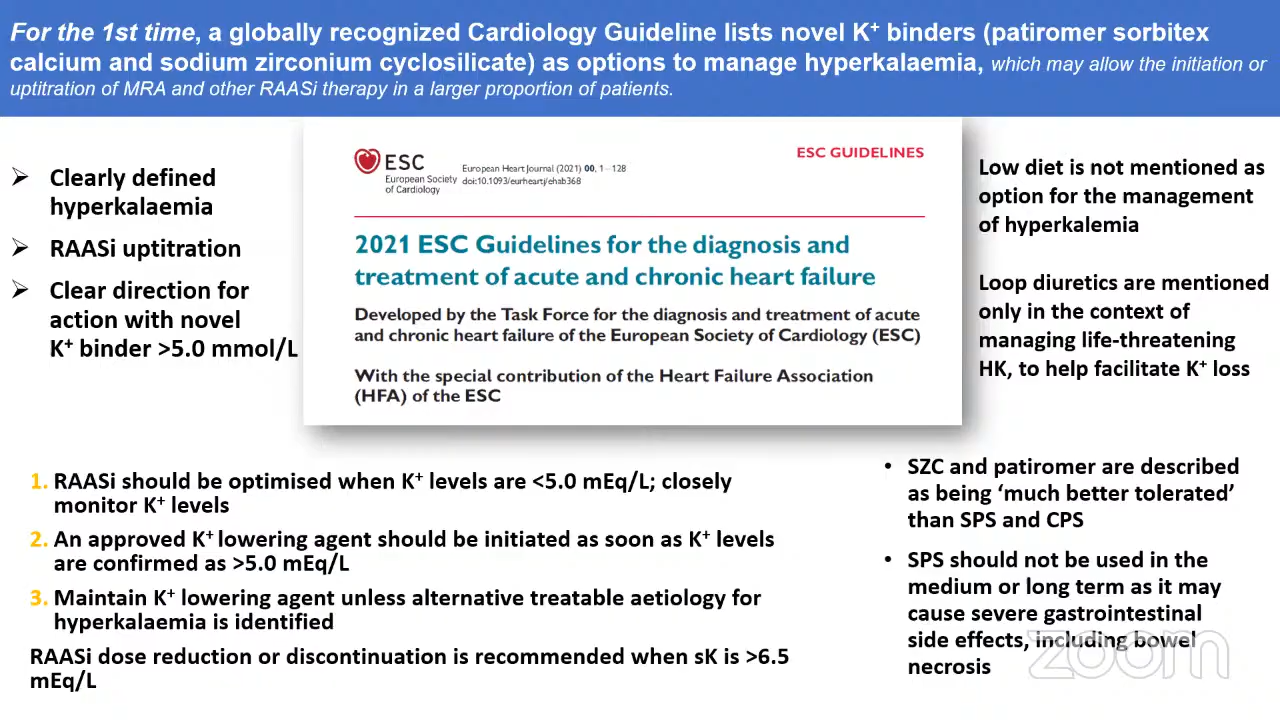 For the 1st time, a globally recognized Cardiology Guideline lists novel K⁺ binders (patiromer sorbitex
calcium and sodium zirconium cyclosilicate) as options to manage hyperkalaemia, which may allow the initiation or
uptitration of MRA and other RAASi therapy in a larger proportion of patients.
➢ Clearly defined
hyperkalaemia
➢ RAASi uptitration
➢ Clear direction for
action with novel
K⁺ binder >5.0 mmol/L
ESC
European Society
of Cardiology
European Heart Journal (2021) 00, 1–128
doi:10.1093/eurheartj/ehab368
ESC GUIDELINES
2021 ESC Guidelines for the diagnosis and
treatment of acute and chronic heart failure
Developed by the Task Force for the diagnosis and treatment of acute
and chronic heart failure of the European Society of Cardiology (ESC)
With the special contribution of the Heart Failure Association
(HFA) of the ESC
Low diet is not mentioned as
option for the management
of hyperkalemia
Loop diuretics are mentioned
only in the context of
managing life-threatening
HK, to help facilitate K⁺ loss
1. RAASi should be optimised when K⁺ levels are <5.0 mEq/L; closely
monitor K⁺ levels
2. An approved K⁺ lowering agent should be initiated as soon as K⁺ levels
are confirmed as >5.0 mEq/L
3. Maintain K⁺ lowering agent unless alternative treatable aetiology for
hyperkalaemia is identified
RAASi dose reduction or discontinuation is recommended when sK is >6.5
mEq/L
• SZC and patiromer are described
as being ‘much better tolerated’
than SPS and CPS
• SPS should not be used in the
medium or long term as it may
cause severe gastrointestinal
side effects, including bowel
necrosis
zoom